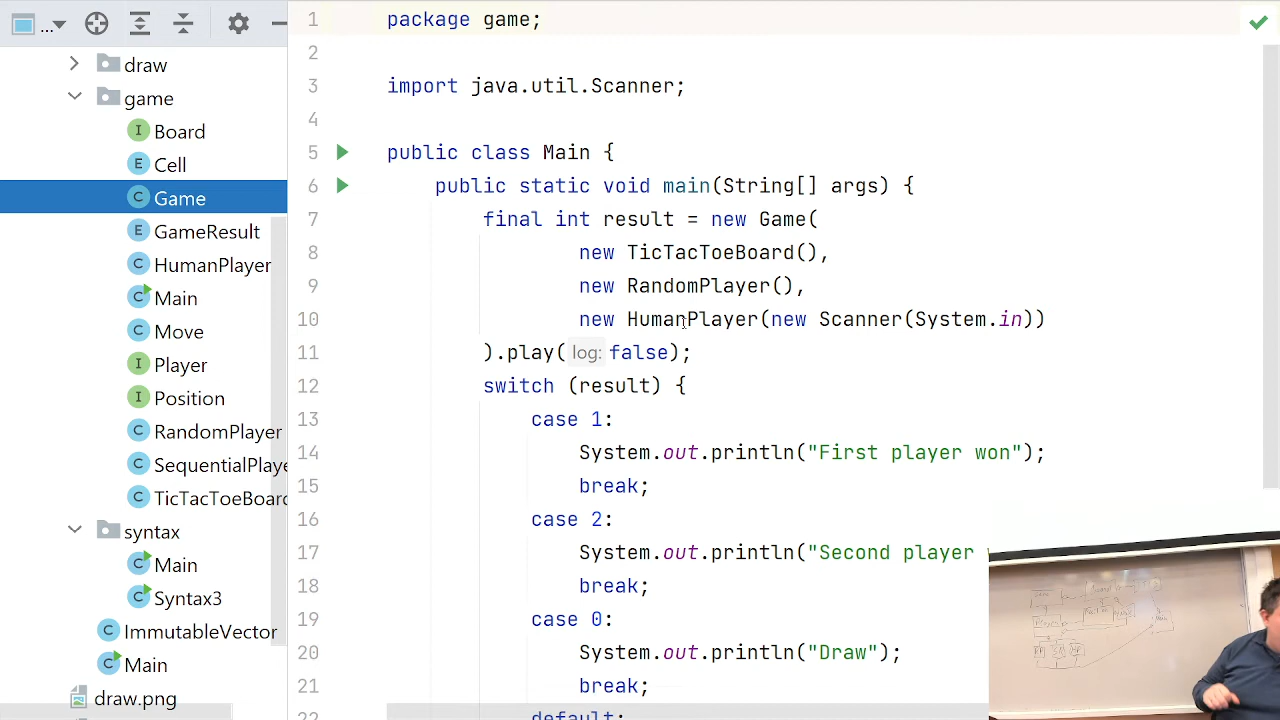 ...
draw
game
Board
Cell
Game
GameResult
HumanPlayer
Main
Move
Player
Position
RandomPlayer
SequentialPlaye
TicTacToeBoard
syntax
Main
Syntax3
ImmutableVector
Main
draw.png
1 package game;
2
3 import java.util.Scanner;
4
5 public class Main {
6 public static void main(String[] args) {
7 final int result = new Game(
8 new TicTacToeBoard(),
9 new RandomPlayer(),
10 new HumanPlayer(new Scanner(System.in))
11 ).play( log: false);
12 switch (result) {
13 case 1:
14 System.out.println("First player won");
15 break;
16 case 2:
17 System.out.println("Second player
18 break;
19 case 0:
20 System.out.println("Draw");
21 break;
22 default: